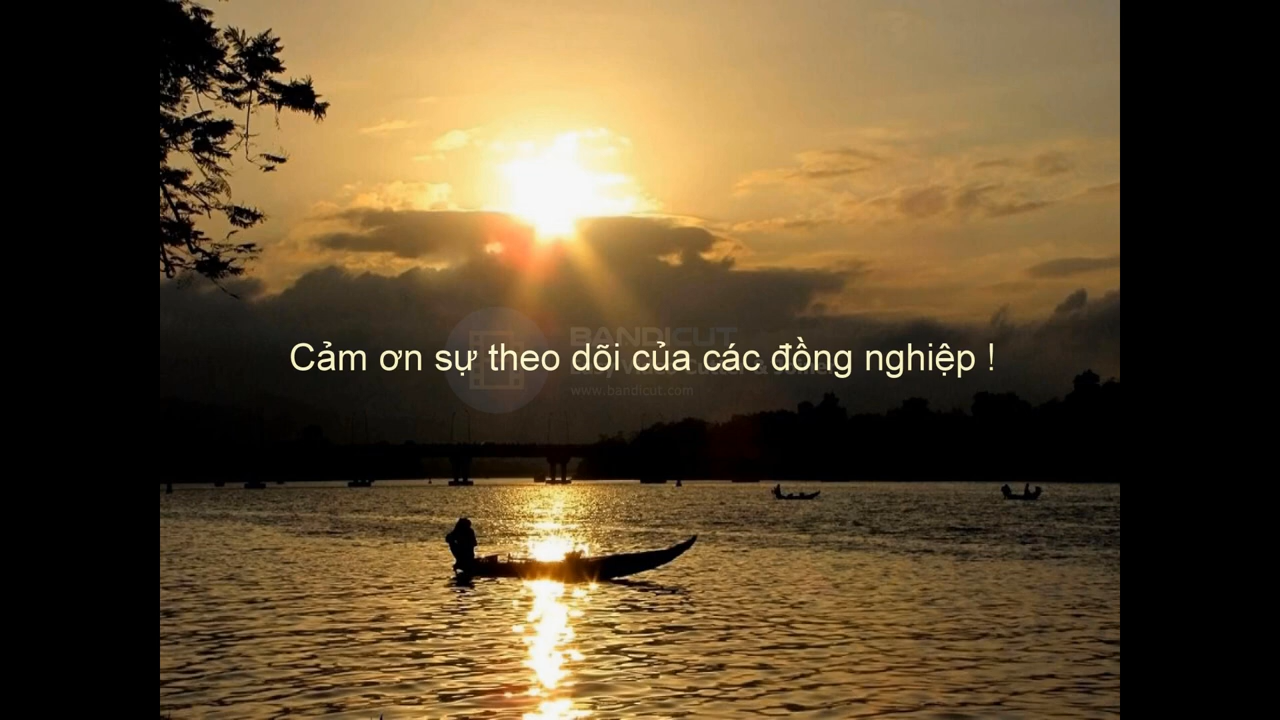 BANDICUT
Cảm ơn sự theo dõi của các đồng nghiệp !
www.bandicut.com